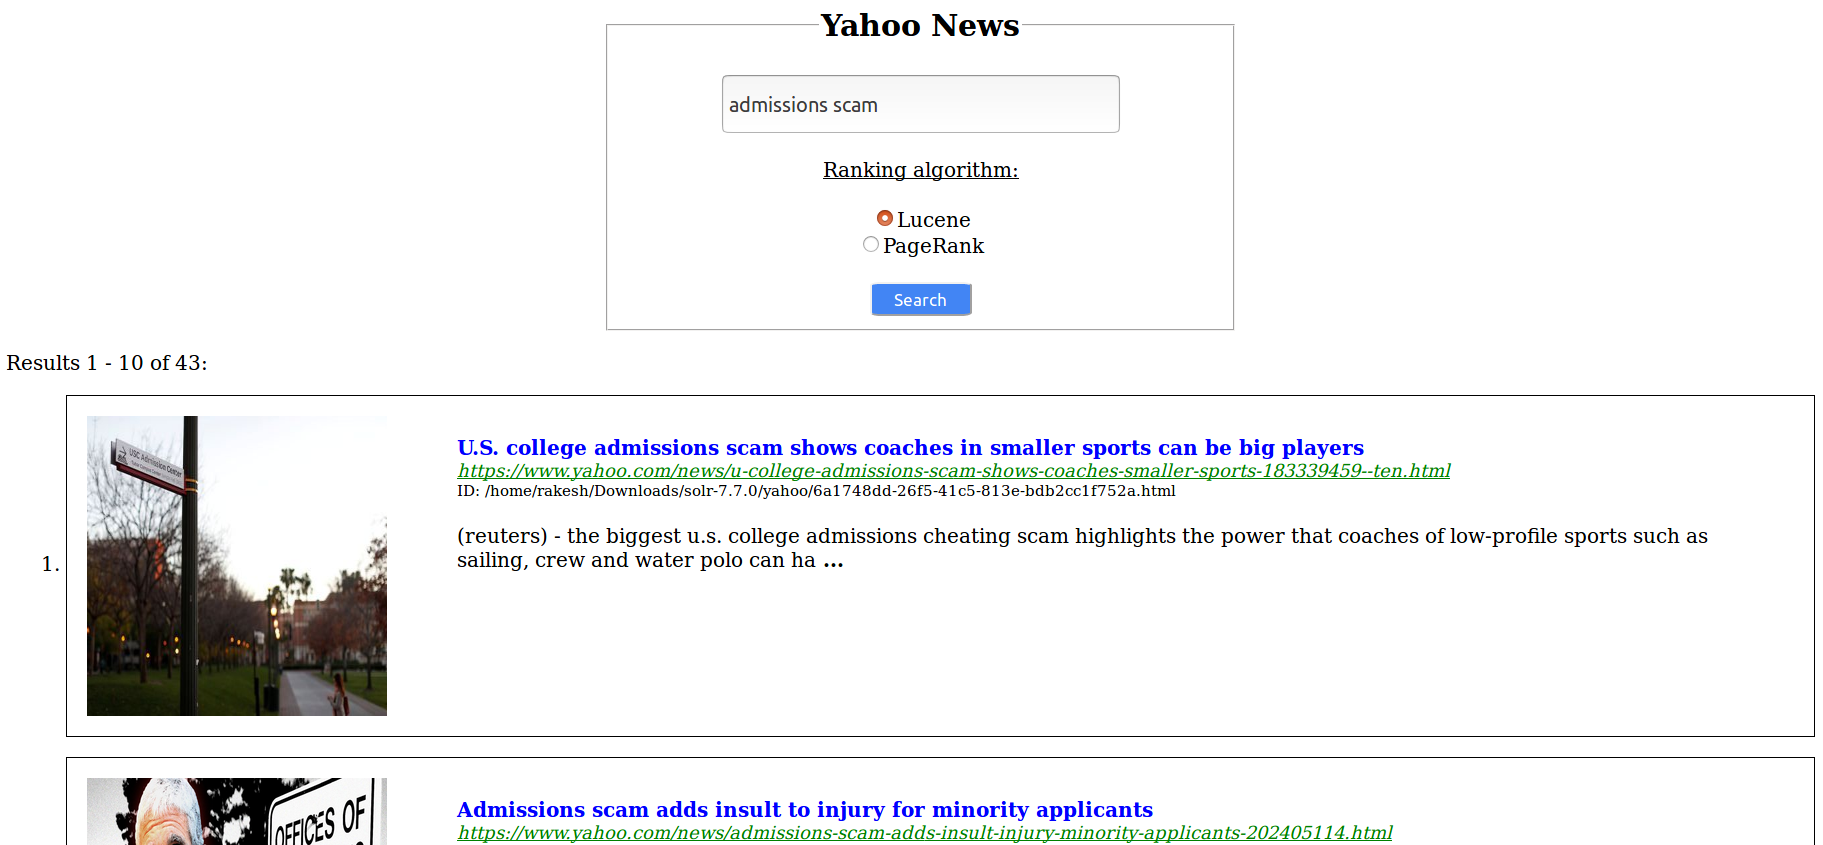 Yahoo News
admissions scam
Ranking algorithm:
Lucene
PageRank
Search
Results 1 - 10 of 43:
1.
USC Admission Center
U.S. college admissions scam shows coaches in smaller sports can be big players
https://www.yahoo.com/news/u-college-admissions-scam-shows-coaches-smaller-sports-183339459--ten.html
ID: /home/rakesh/Downloads/solr-7.7.0/yahoo/6a1748dd-26f5-41c5-813e-bdb2cc1f752a.html
(reuters) - the biggest u.s. college admissions cheating scam highlights the power that coaches of low-profile sports such as
sailing, crew and water polo can ha ...
OFFICES OF
Admissions scam adds insult to injury for minority applicants
https://www.yahoo.com/news/admissions-scam-adds-insult-injury-minority-applicants-202405114.html